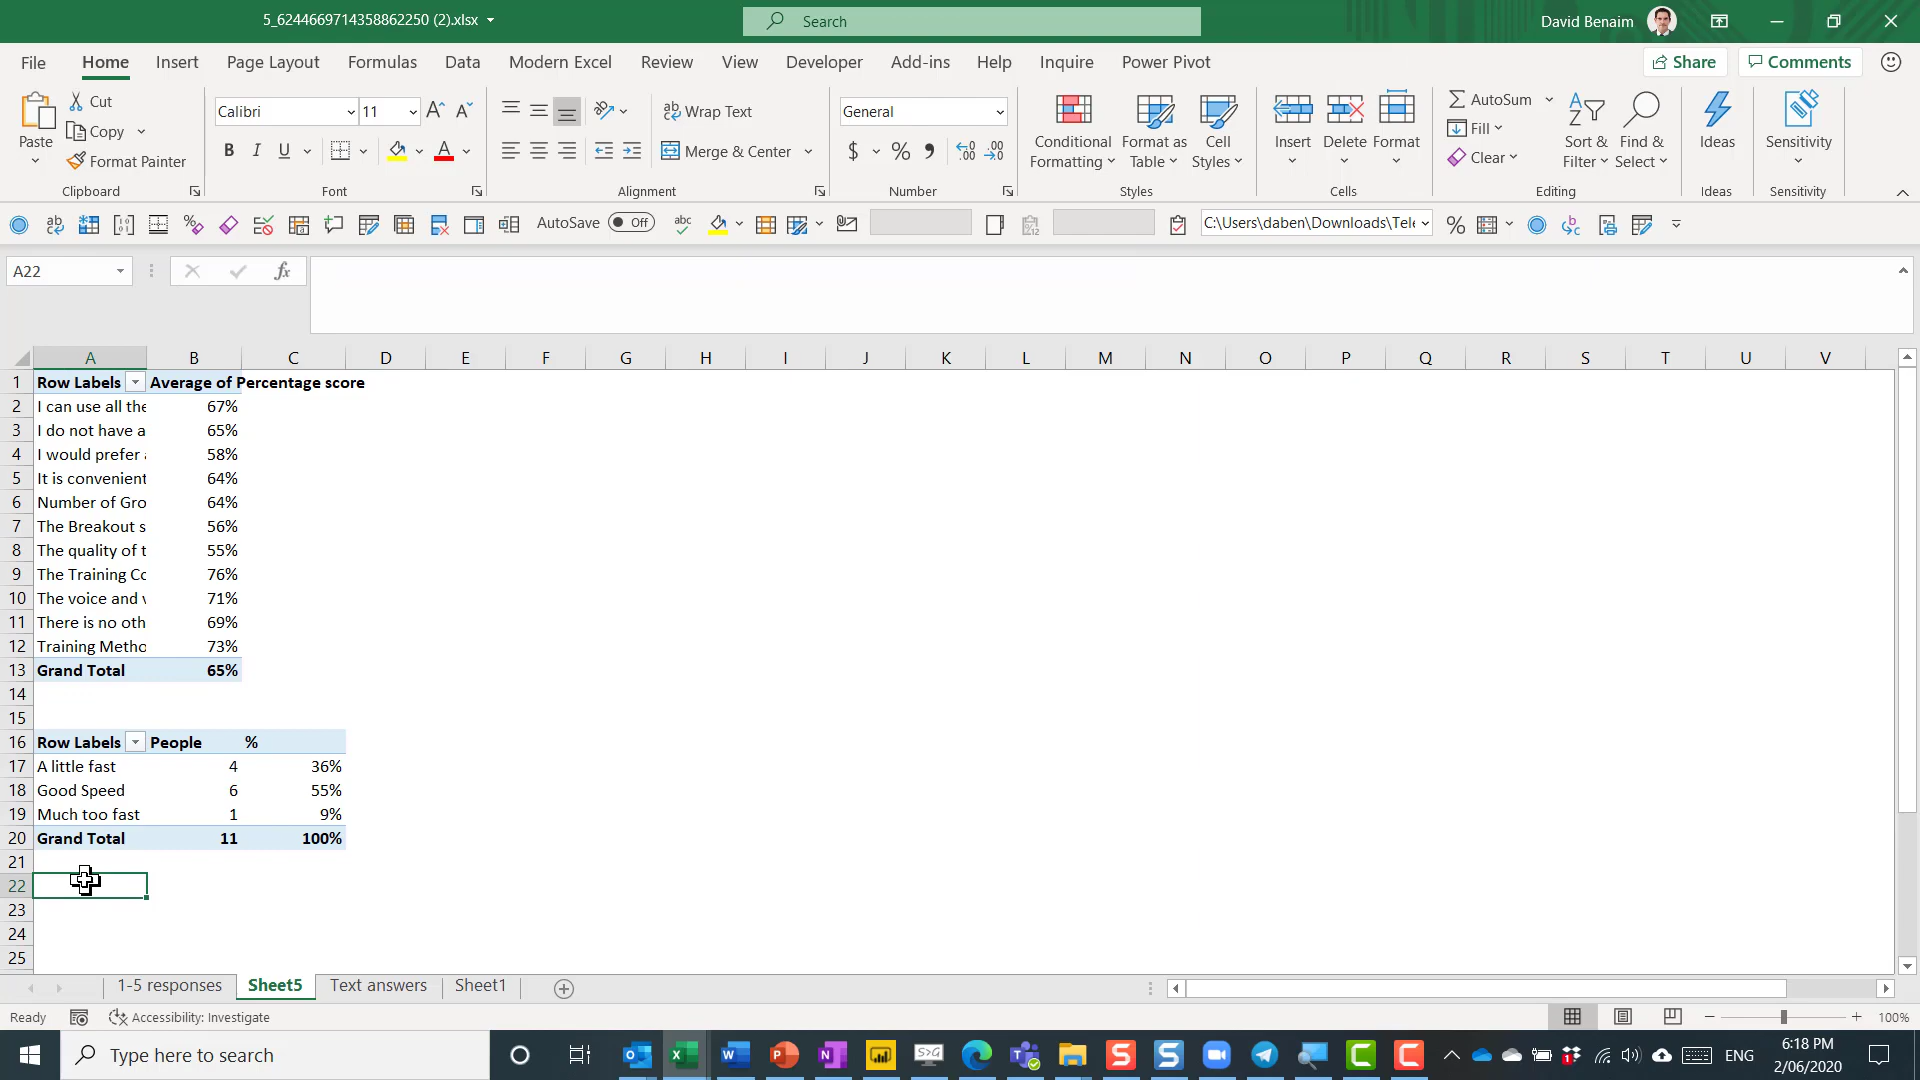 5_6244669714358862250 (2).xlsx
Search
David Benaim
File Home Insert Page Layout Formulas Data Modern Excel Review View Developer Add-ins Help Inquire Power Pivot
Share Comments
Paste
Cut
Copy
Format Painter
Clipboard
Calibri 11
B I U
Font
Wrap Text
Merge & Center
Alignment
General
$ % ,
Number
Conditional Formatting
Format as Table
Cell Styles
Styles
Insert Delete Format
Cells
AutoSum
Fill
Clear
Sort & Filter
Find & Select
Editing
Ideas
Ideas
Sensitivity
Sensitivity
AutoSave Off
C:\Users\daben\Downloads\Tele
A22
fx
A B C D E F G H I J K L M N O P Q R S T U V
1 Row Labels Average of Percentage score
2 I can use all the 67%
3 I do not have a 65%
4 I would prefer 58%
5 It is convenient 64%
6 Number of Gro 64%
7 The Breakout s 56%
8 The quality of t 55%
9 The Training Co 76%
10 The voice and v 71%
11 There is no oth 69%
12 Training Metho 73%
13 Grand Total 65%
14
15
16 Row Labels People %
17 A little fast 4 36%
18 Good Speed 6 55%
19 Much too fast 1 9%
20 Grand Total 11 100%
21
22
23
24
25
1-5 responses Sheet5 Text answers Sheet1
Ready Accessibility: Investigate
100%
Type here to search
ENG
6:18 PM
2/06/2020